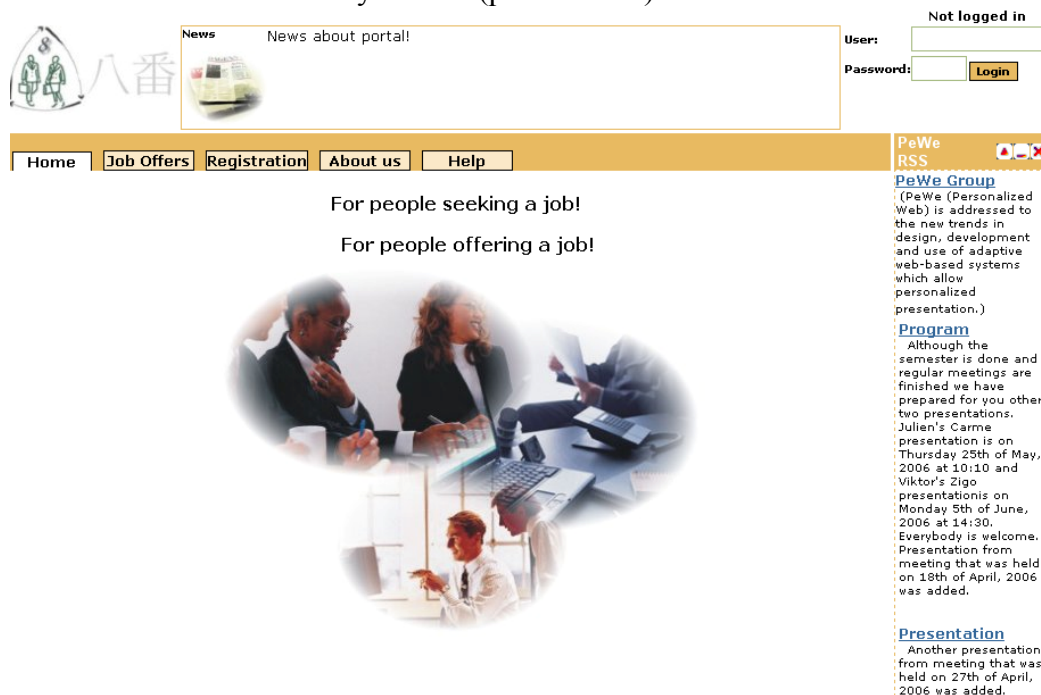 Not logged in
8
八番
News
News about portal!
User:
Password:
Login
Home
Job Offers
Registration
About us
Help
PeWe
RSS
For people seeking a job!
For people offering a job!
PeWe Group
(PeWe (Personalized
Web) is addressed to
the new trends in
design, development
and use of adaptive
web-based systems
which allow
personalized
presentation.)
Program
Although the
semester is done and
regular meetings are
finished we have
prepared for you other
two presentations.
Julien's Carme
presentation is on
Thursday 25th of May,
2006 at 10:10 and
Viktor's Zigo
presentationis on
Monday 5th of June,
2006 at 14:30.
Everybody is welcome.
Presentation from
meeting that was held
on 18th of April, 2006
was added.
Presentation
Another presentation
from meeting that was
held on 27th of April,
2006 was added.